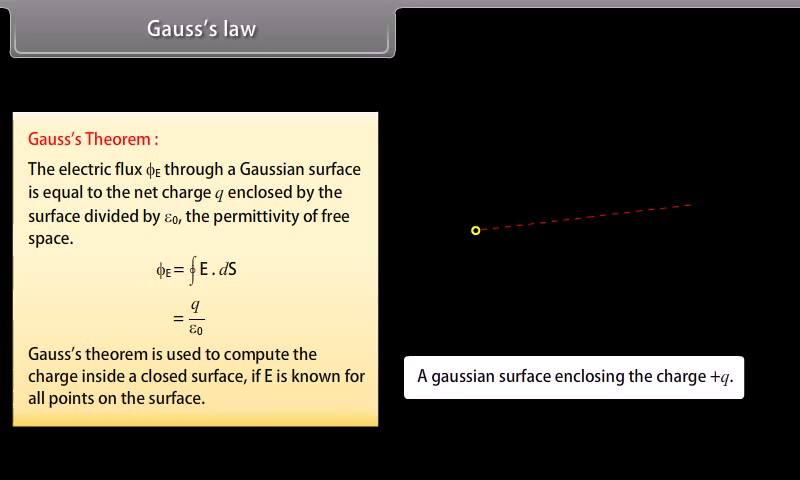 Gauss's law
Gauss's Theorem :
The electric flux ϕE through a Gaussian surface
is equal to the net charge q enclosed by the
surface divided by ε0, the permittivity of free
space.
ϕE = ∮ E . dS
= q/ε0
Gauss's theorem is used to compute the
charge inside a closed surface, if E is known for
all points on the surface.
A gaussian surface enclosing the charge +q.